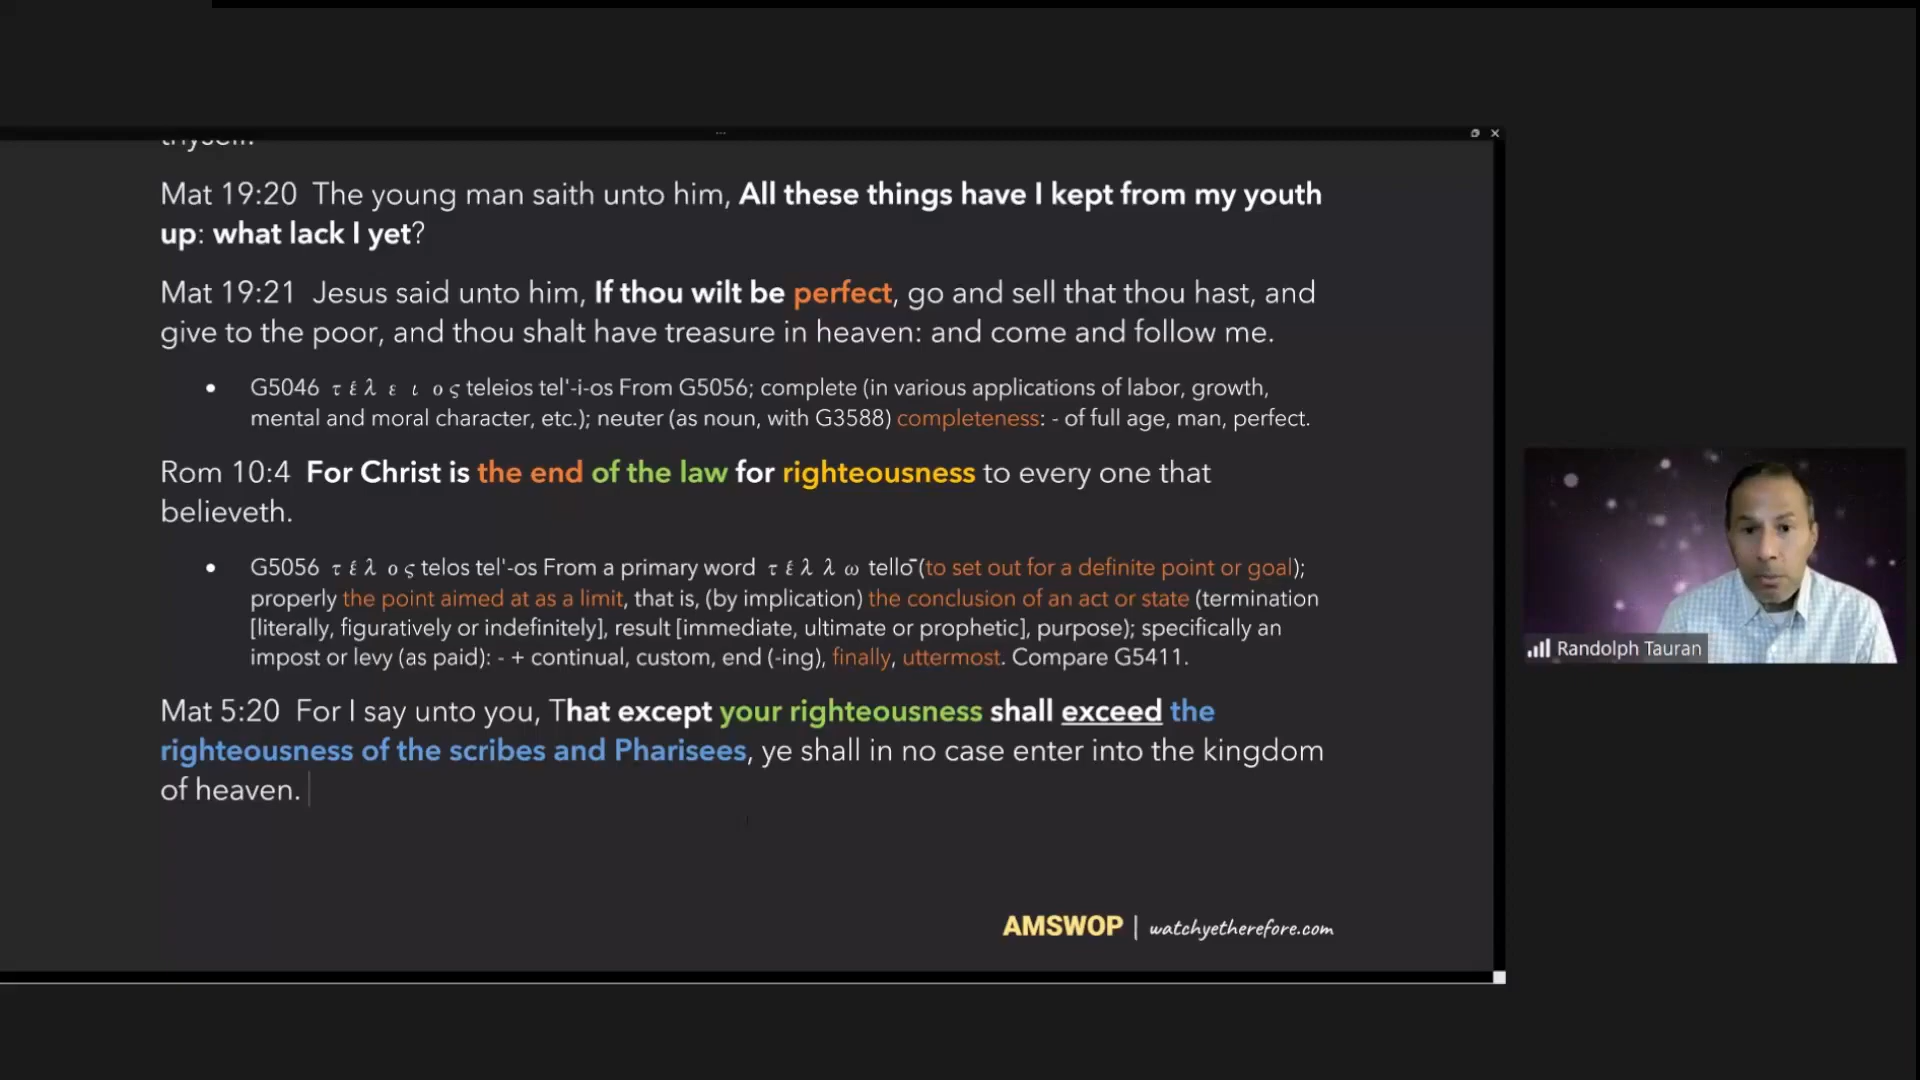 thyself.
Mat 19:20 The young man saith unto him, All these things have I kept from my youth
up: what lack I yet?
Mat 19:21 Jesus said unto him, If thou wilt be perfect, go and sell that thou hast, and
give to the poor, and thou shalt have treasure in heaven: and come and follow me.
• G5046 τέλειος teleios tel'-i-os From G5056; complete (in various applications of labor, growth,
mental and moral character, etc.); neuter (as noun, with G3588) completeness: - of full age, man, perfect.
Rom 10:4 For Christ is the end of the law for righteousness to every one that
believeth.
• G5056 τέλος telos tel'-os From a primary word τέλλω tellō (to set out for a definite point or goal);
properly the point aimed at as a limit, that is, (by implication) the conclusion of an act or state (termination
[literally, figuratively or indefinitely], result [immediate, ultimate or prophetic], purpose); specifically an
impost or levy (as paid): - + continual, custom, end (-ing), finally, uttermost. Compare G5411.
Mat 5:20 For I say unto you, That except your righteousness shall exceed the
righteousness of the scribes and Pharisees, ye shall in no case enter into the kingdom
of heaven.
AMSWOP | watchyetherefore.com
Randolph Tauran